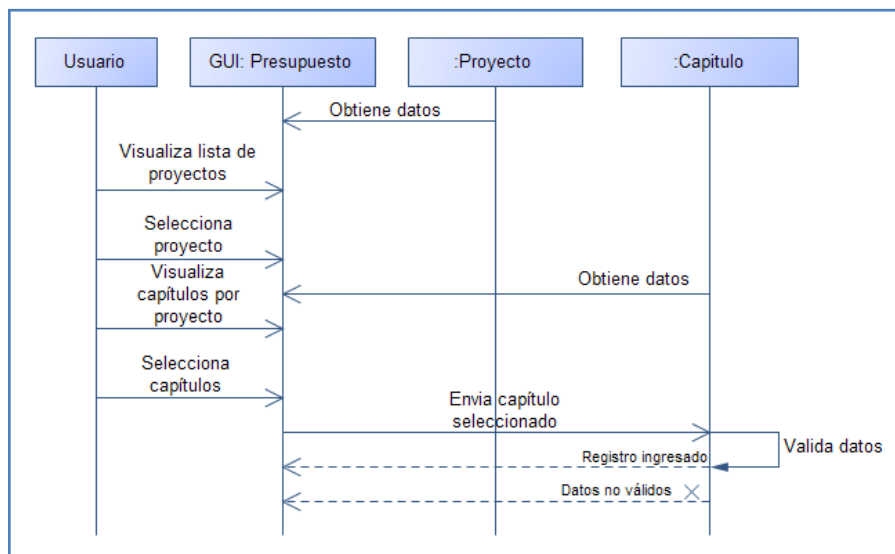 Usuario
GUI: Presupuesto
:Proyecto
:Capitulo
Obtiene datos
Visualiza lista de
proyectos
Selecciona
proyecto
Visualiza
capítulos por
proyecto
Obtiene datos
Selecciona
capítulos
Envia capítulo
seleccionado
Valida datos
Registro ingresado
Datos no válidos